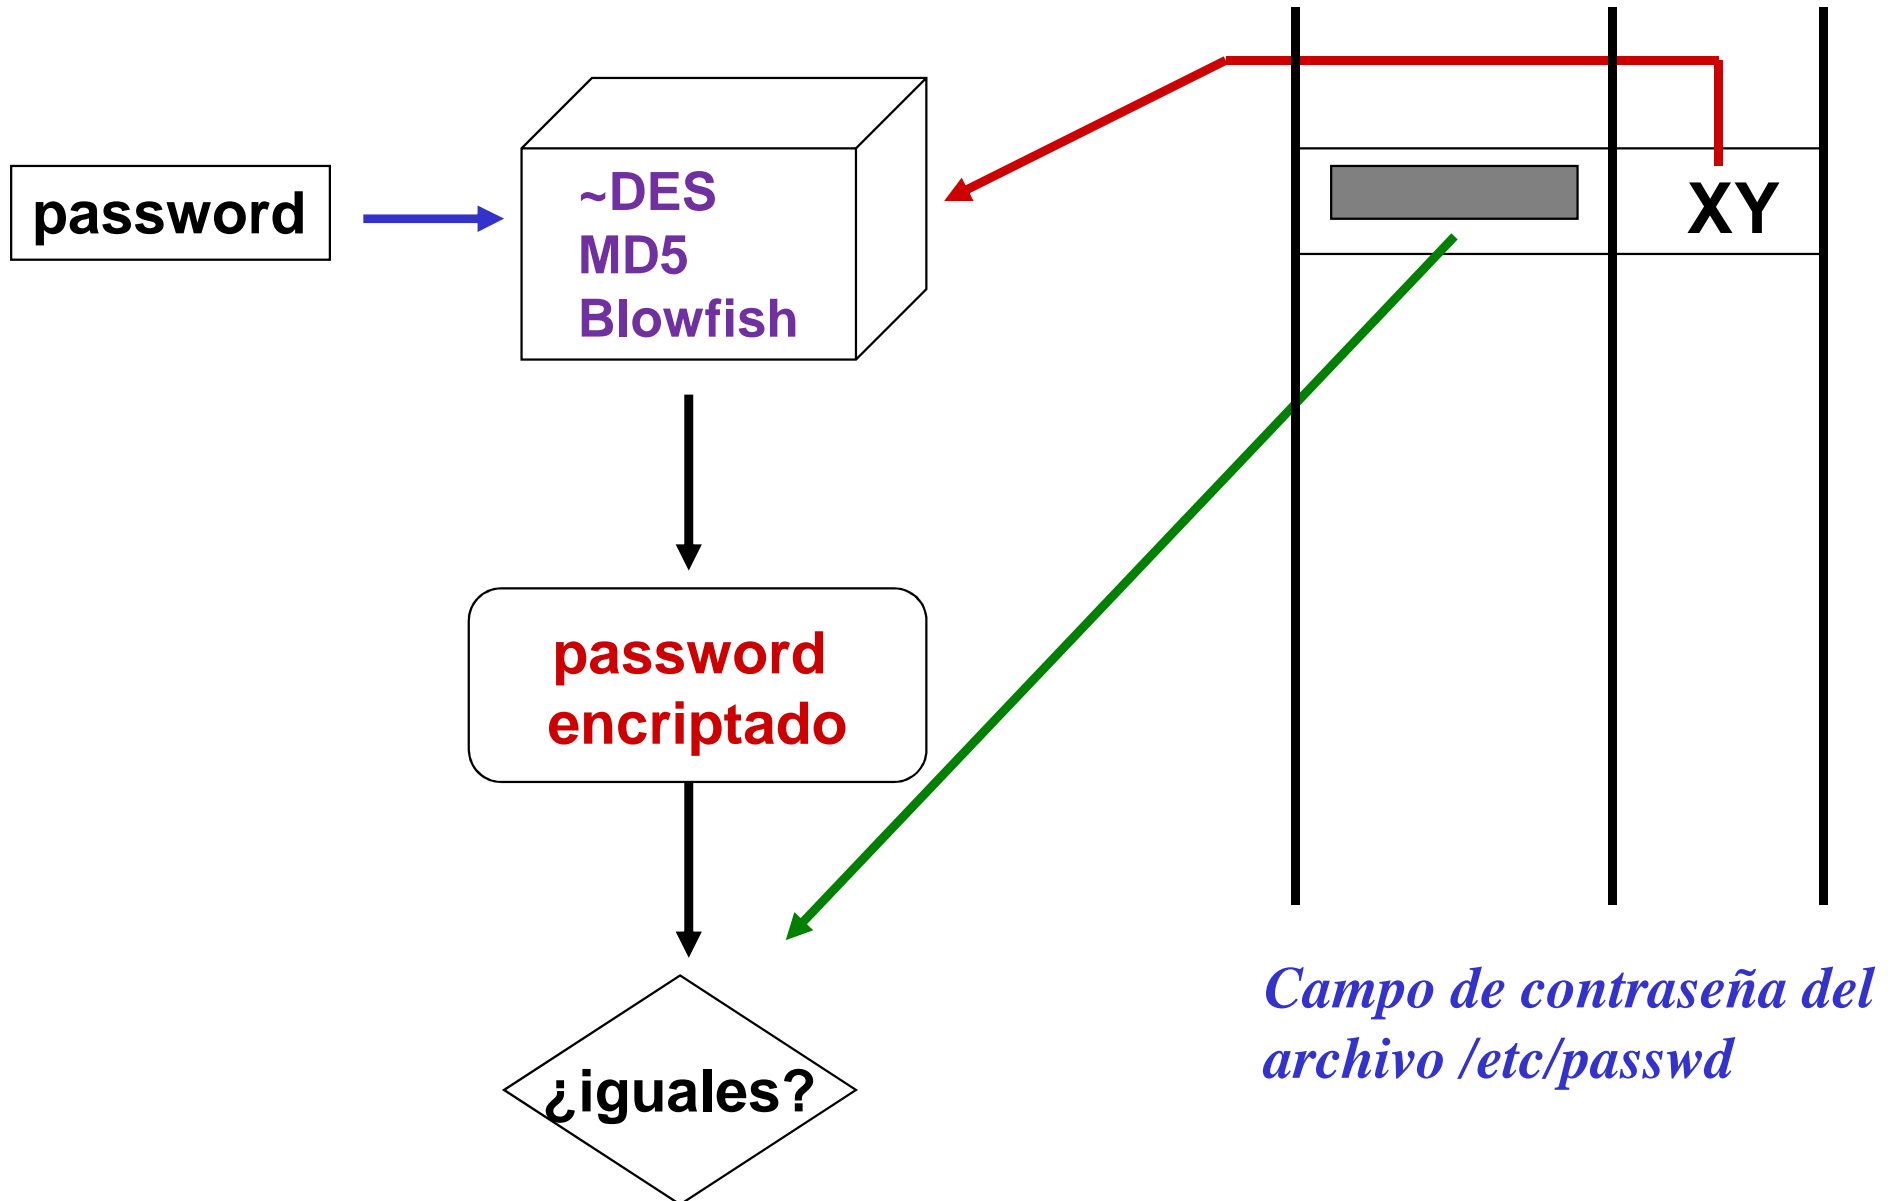 password
~DES
MD5
Blowfish
XY
password
encriptado
¿iguales?
Campo de contraseña del
archivo /etc/passwd